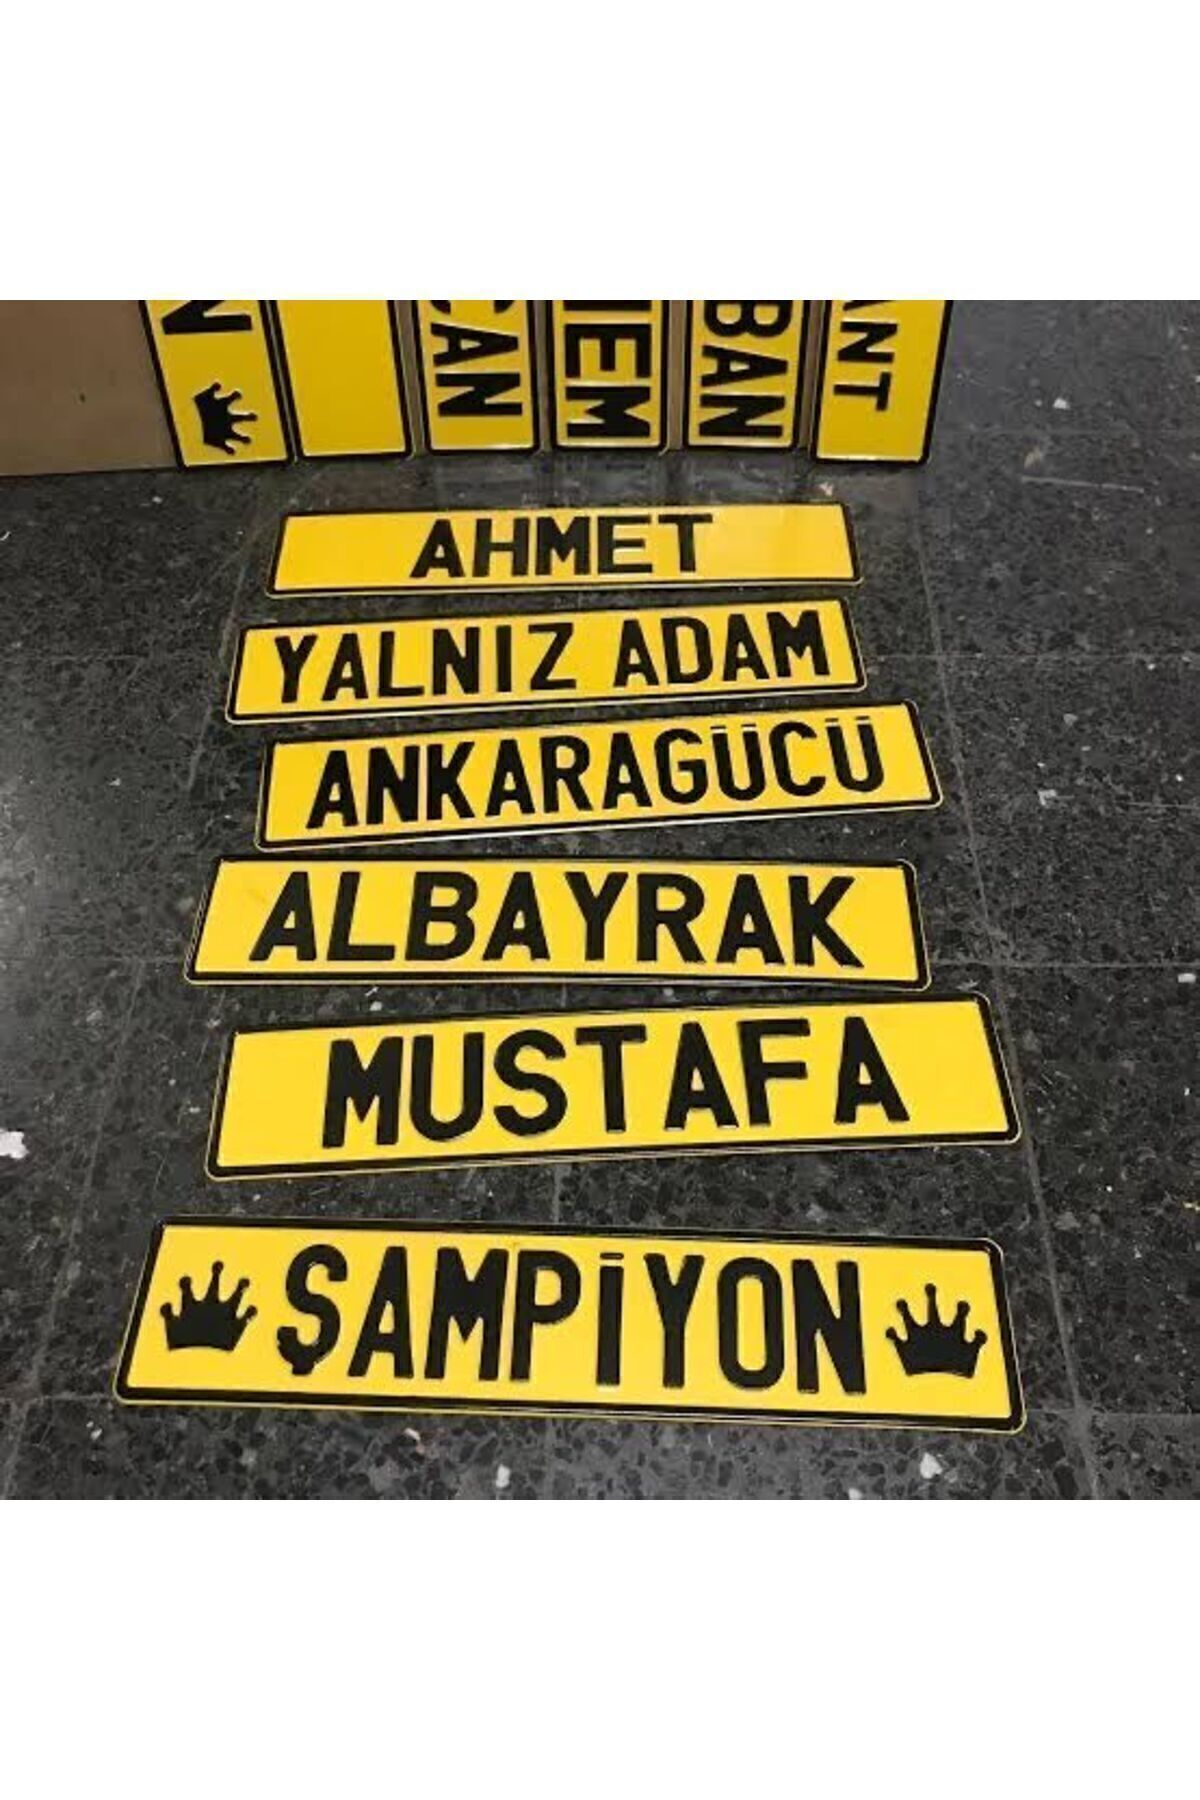 AHMET
YALNIZ ADAM
ANKARAGÜCÜ
ALBAYRAK
MUSTAFA
ŞAMPİYON